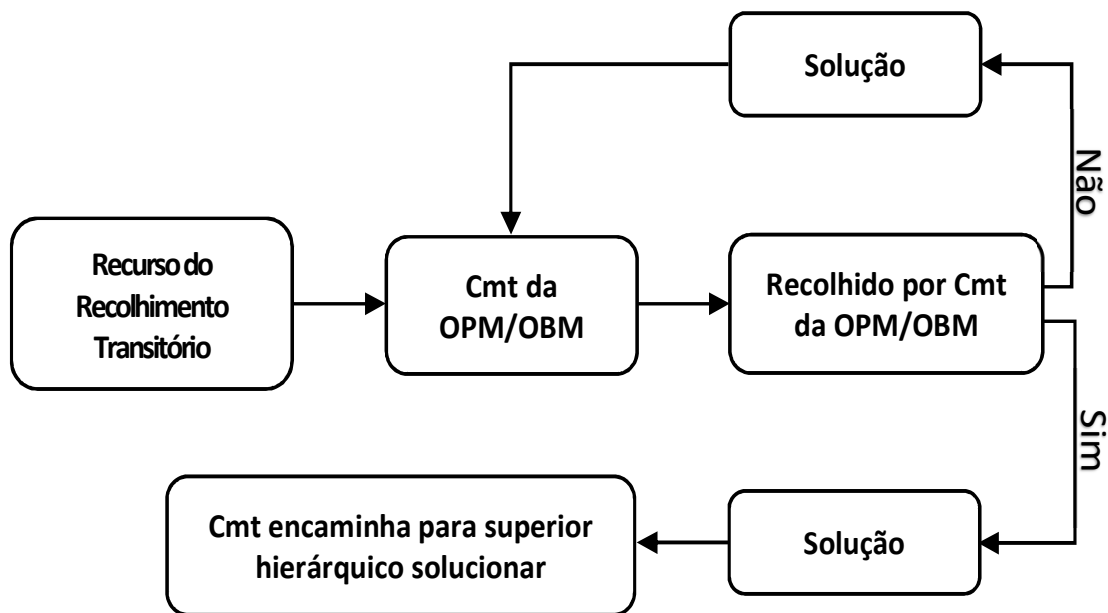 Solução
Não
Recurso do
Recolhimento
Transitório
Cmt da
OPM/OBM
Recolhido por Cmt
da OPM/OBM
Sim
Cmt encaminha para superior
hierárquico solucionar
Solução